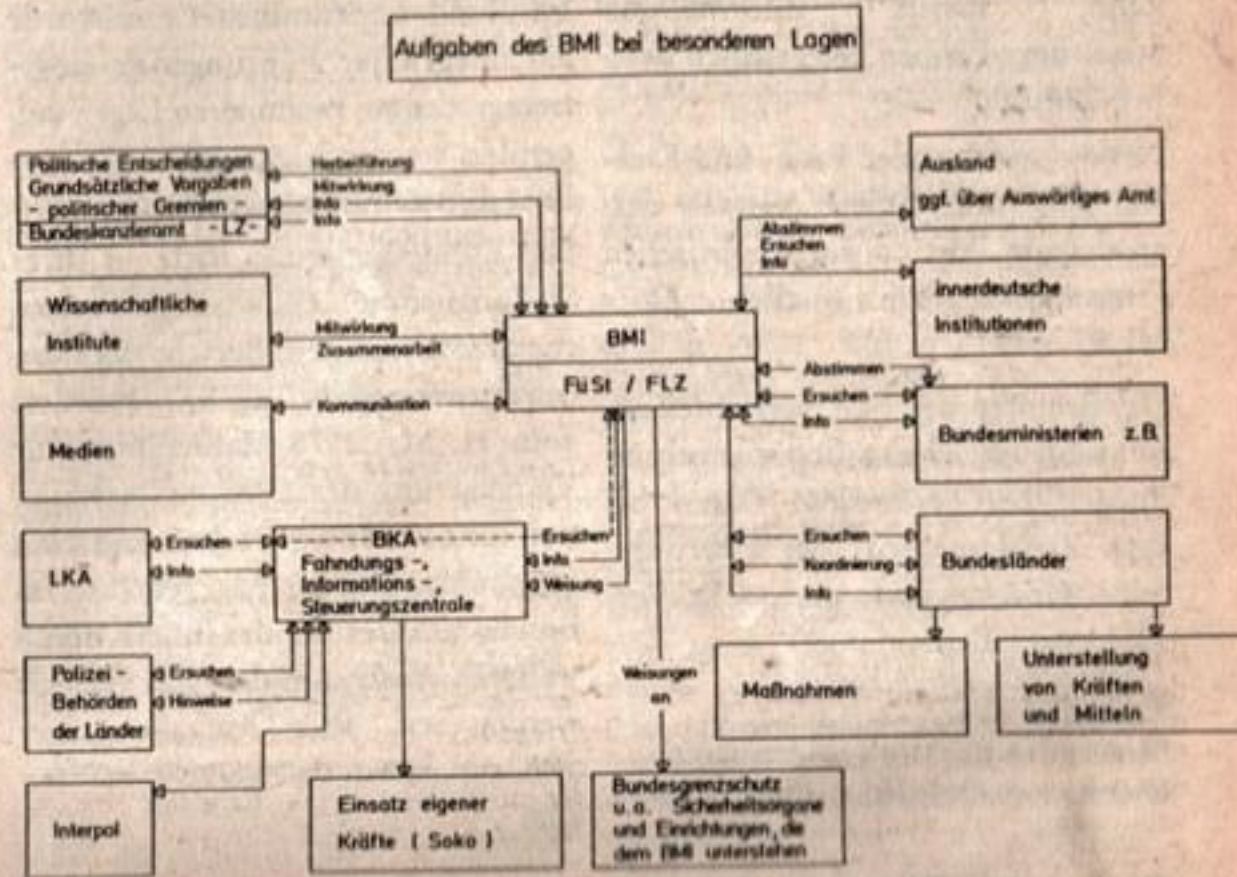 Aufgaben des BMI bei besonderen Lagen
Politische Entscheidungen
Grundsätzliche Vorgaben
- politischer Gremien -
Bundeskanzleramt - LZ -
Herbeiführung
Mitwirkung
Info
Info
Ausland
ggf. über Auswärtiges Amt
Abstimmen
Ersuchen
Info
innerdeutsche
Institutionen
Wissenschaftliche
Institute
Mitwirkung
Zusammenarbeit
BMI
FüSt / FLZ
Abstimmen
Ersuchen
Info
Bundesministerien z.B.
Medien
Kommunikation
LKA
Ersuchen
Info
BKA
Fahndungs -,
Informations -,
Steuerungszentrale
Ersuchen
Info
Weisung
Ersuchen
Koordinierung
Info
Bundesländer
Polizei -
Behörden
der Länder
Ersuchen
Hinweise
Weisungen
an
Maßnahmen
Unterstellung
von Kräften
und Mitteln
Interpol
Einsatz eigener
Kräfte ( Soko )
Bundesgrenzschutz
u.a. Sicherheitsorgane
und Einrichtungen, die
dem BMI unterstehen